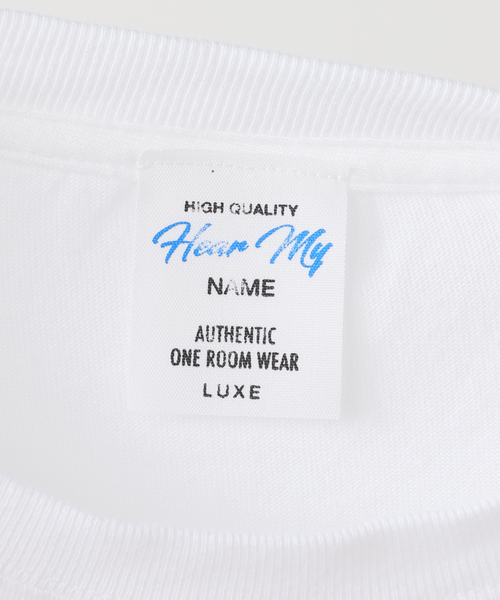 HIGH QUALITY
Hear My
NAME
AUTHENTIC
ONE ROOM WEAR
LUXE